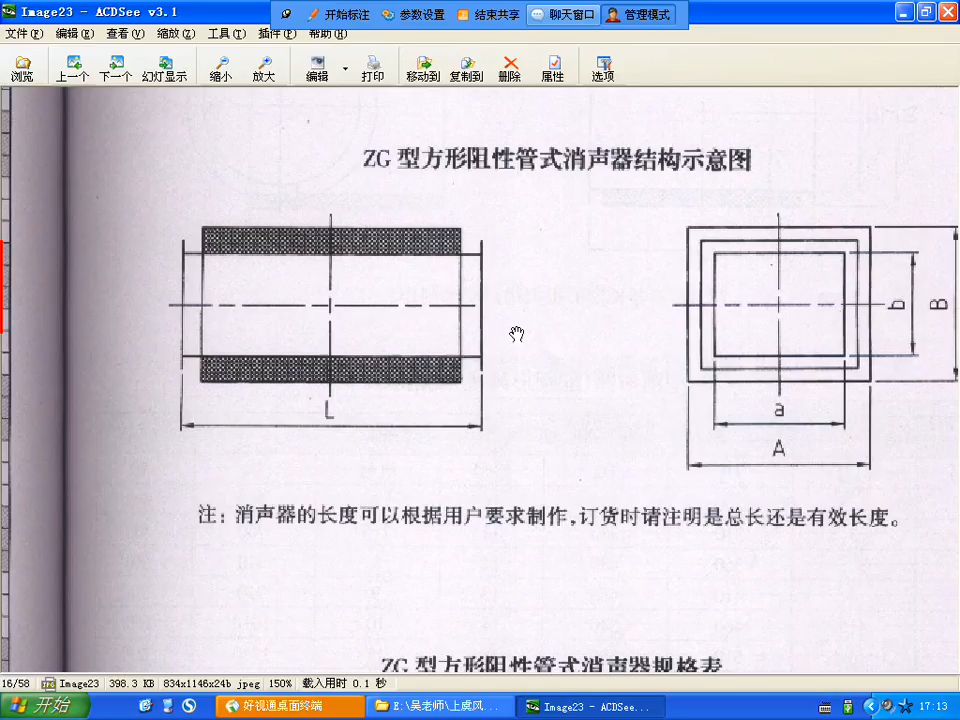 Image23 - ACDSee v3.1
开始标注 参数设置 结束共享 聊天窗口 管理模式
文件(F) 编辑(E) 查看(V) 缩放(Z) 工具(T) 插件(P) 帮助(H)
浏览 上一个 下一个 幻灯显示 缩小 放大 编辑 打印 移动到 复制到 删除 属性 选项
ZG 型方形阻性管式消声器结构示意图
b B
L a
A
注：消声器的长度可以根据用户要求制作，订货时请注明是总长还是有效长度。
ZG 型方形阻性管式消声器规格表
16/58 Image23 398.3 KB 834x1146x24b jpeg 150% 载入用时 0.1 秒
开始 好视通桌面终端 E:\吴老师\上虞风... Image23 - ACDSee... 17:13